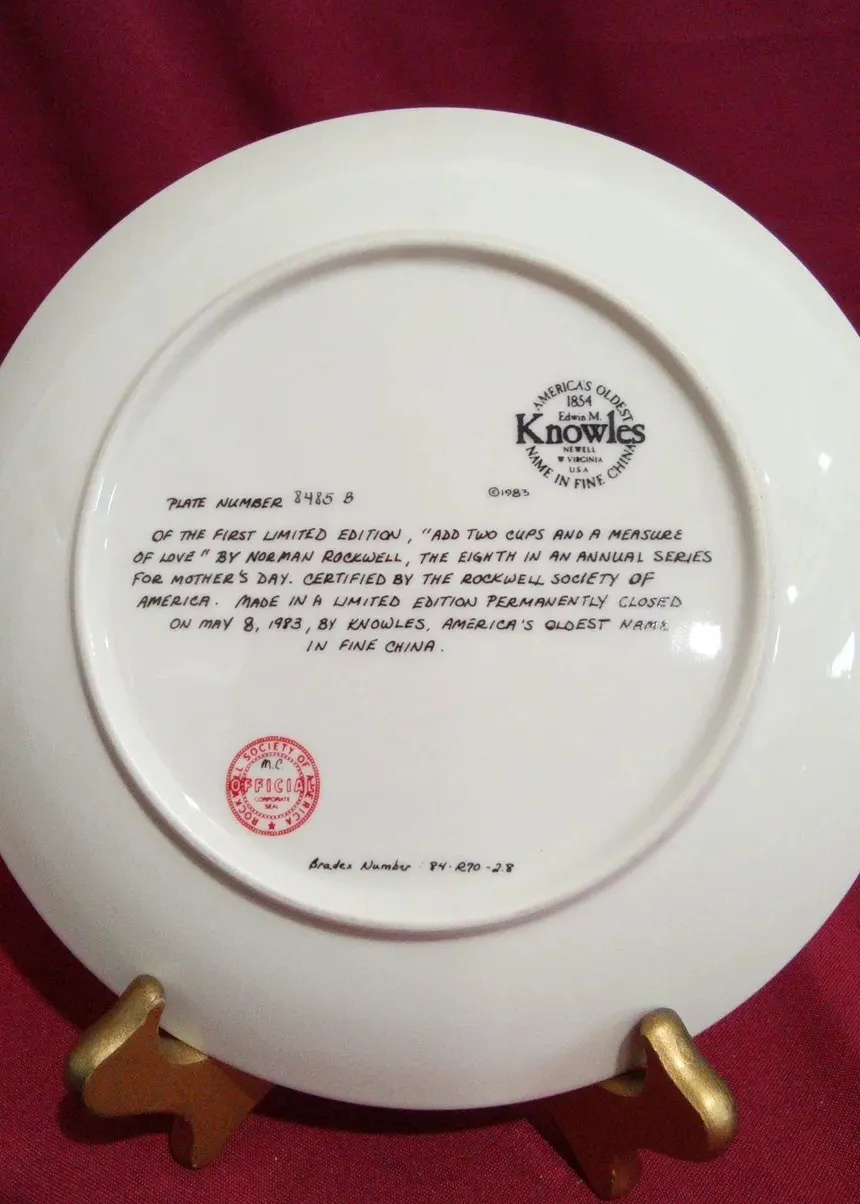 AMERICA'S OLDEST
1854
Edwin M.
Knowles
NEWELL
W VIRGINIA
U.S.A
NAME IN FINE CHINA
©1983
PLATE NUMBER 8485 B
OF THE FIRST LIMITED EDITION, "ADD TWO CUPS AND A MEASURE
OF LOVE" BY NORMAN ROCKWELL, THE EIGHTH IN AN ANNUAL SERIES
FOR MOTHER'S DAY. CERTIFIED BY THE ROCKWELL SOCIETY OF
AMERICA. MADE IN A LIMITED EDITION PERMANENTLY CLOSED
ON MAY 8, 1983, BY KNOWLES, AMERICA'S OLDEST NAME
IN FINE CHINA.
ROCKWELL SOCIETY OF AMERICA
M.C.
OFFICIAL
CORPORATE
SEAL
Bradex Number 84-R70-2.8